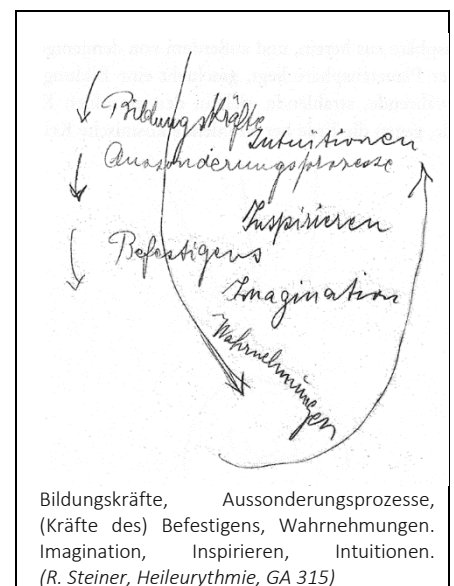 Bildungskräfte
Intuitionen
Aussonderungsprozesse
Inspirieren
Befestigens
Imagination
Wahrnehmungen
Bildungskräfte, Aussonderungsprozesse,
(Kräfte des) Befestigens, Wahrnehmungen.
Imagination, Inspirieren, Intuitionen.
(R. Steiner, Heileurythmie, GA 315)